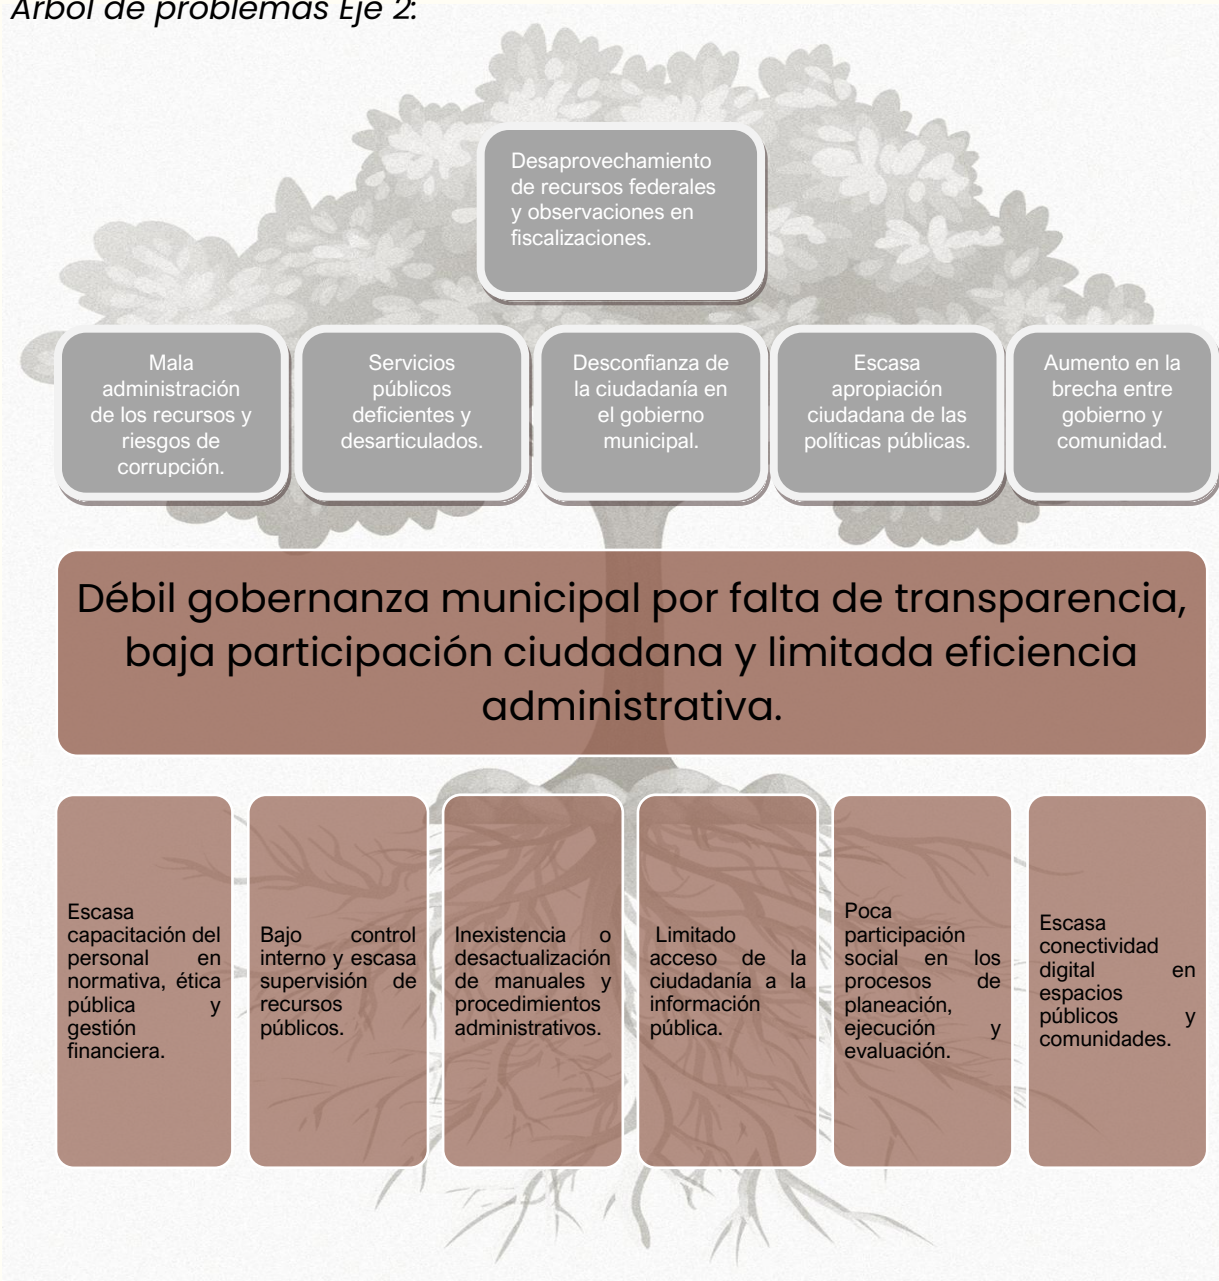 Árbol de problemas Eje 2:
Desaprovechamiento
de recursos federales
y observaciones en
fiscalizaciones.
Mala
administración
de los recursos y
riesgos de
corrupción.
Servicios
públicos
deficientes y
desarticulados.
Desconfianza de
la ciudadanía en
el gobierno
municipal.
Escasa
apropiación
ciudadana de las
políticas públicas.
Aumento en la
brecha entre
gobierno y
comunidad.
Débil gobernanza municipal por falta de transparencia,
baja participación ciudadana y limitada eficiencia
administrativa.
Escasa
capacitación del
personal en
normativa, ética
pública y
gestión
financiera.
Bajo control
interno y escasa
supervisión de
recursos
públicos.
Inexistencia o
desactualización
de manuales y
procedimientos
administrativos.
Limitado
acceso de la
ciudadanía a la
información
pública.
Poca
participación
social en los
procesos de
planeación,
ejecución y
evaluación.
Escasa
conectividad
digital en
espacios
públicos y
comunidades.